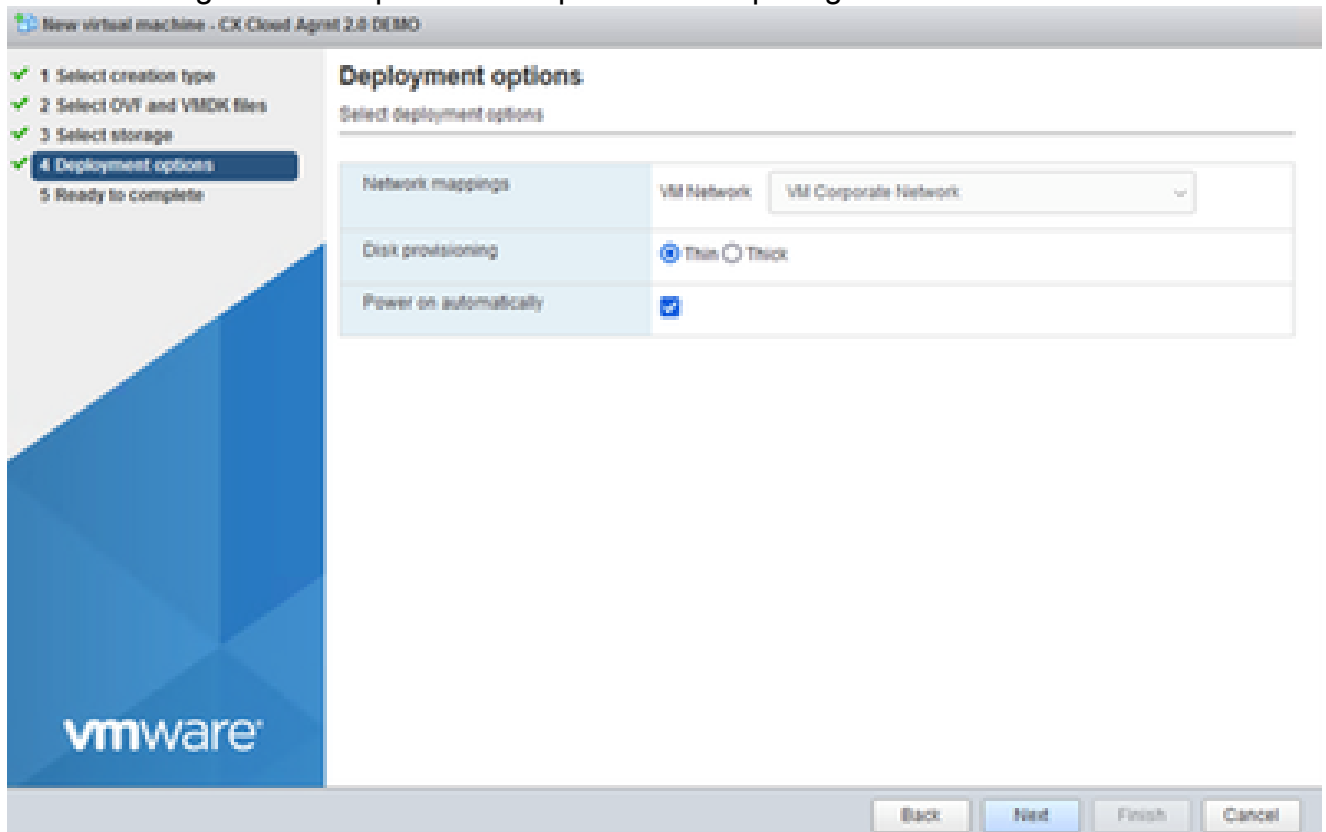 New virtual machine - CX Cloud Agrnt 2.0 DEMO
1 Select creation type
2 Select OVF and VMDK files
3 Select storage
4 Deployment options
5 Ready to complete
Deployment options
Select deployment options
Network mappings
VM Network VM Corporate Network
Disk provisioning
Thin Thick
Power on automatically
vmware
Back Next Finish Cancel